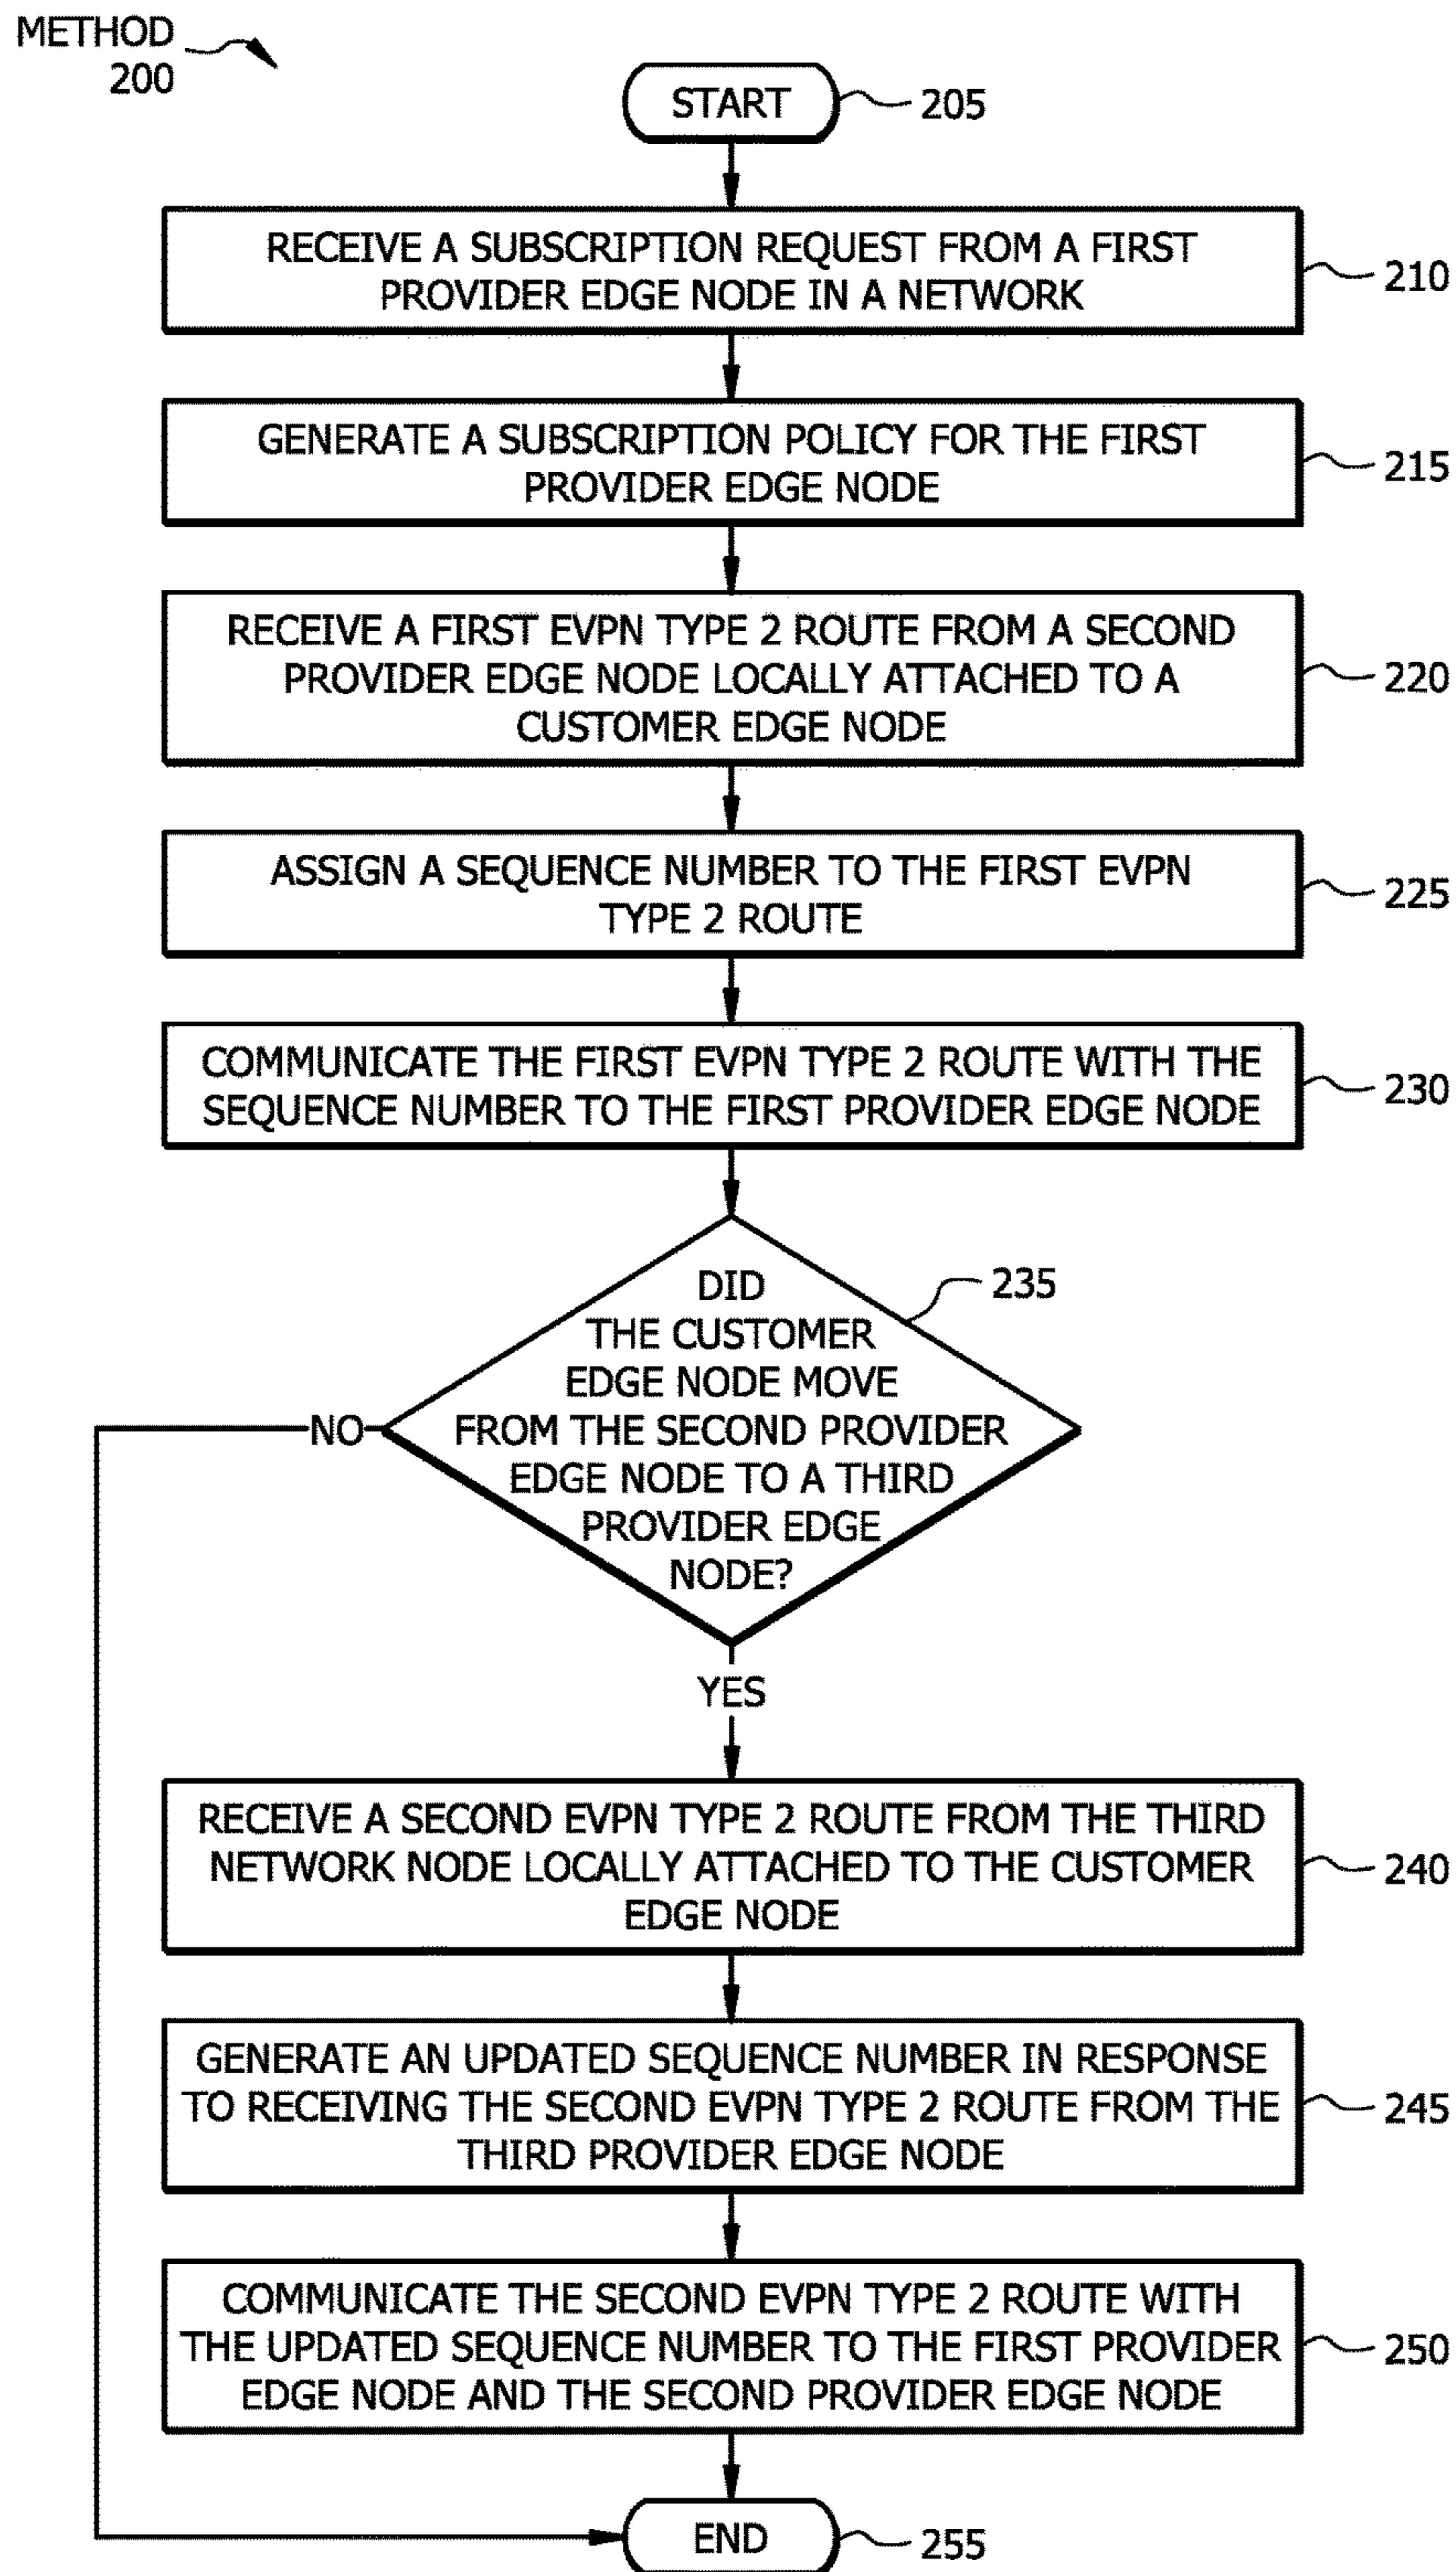 METHOD
200
START
205
RECEIVE A SUBSCRIPTION REQUEST FROM A FIRST
PROVIDER EDGE NODE IN A NETWORK
210
GENERATE A SUBSCRIPTION POLICY FOR THE FIRST
PROVIDER EDGE NODE
215
RECEIVE A FIRST EVPN TYPE 2 ROUTE FROM A SECOND
PROVIDER EDGE NODE LOCALLY ATTACHED TO A
CUSTOMER EDGE NODE
220
ASSIGN A SEQUENCE NUMBER TO THE FIRST EVPN
TYPE 2 ROUTE
225
COMMUNICATE THE FIRST EVPN TYPE 2 ROUTE WITH THE
SEQUENCE NUMBER TO THE FIRST PROVIDER EDGE NODE
230
DID
THE CUSTOMER
EDGE NODE MOVE
FROM THE SECOND PROVIDER
EDGE NODE TO A THIRD
PROVIDER EDGE
NODE?
235
NO
YES
RECEIVE A SECOND EVPN TYPE 2 ROUTE FROM THE THIRD
NETWORK NODE LOCALLY ATTACHED TO THE CUSTOMER
EDGE NODE
240
GENERATE AN UPDATED SEQUENCE NUMBER IN RESPONSE
TO RECEIVING THE SECOND EVPN TYPE 2 ROUTE FROM THE
THIRD PROVIDER EDGE NODE
245
COMMUNICATE THE SECOND EVPN TYPE 2 ROUTE WITH
THE UPDATED SEQUENCE NUMBER TO THE FIRST PROVIDER
EDGE NODE AND THE SECOND PROVIDER EDGE NODE
250
END
255